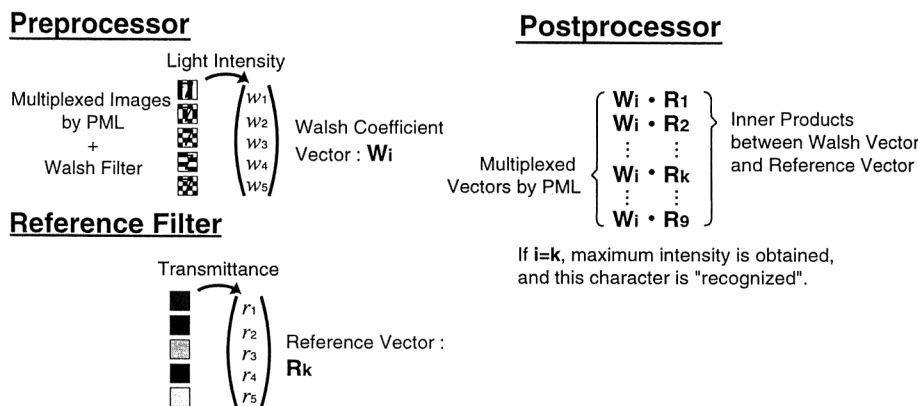 Preprocessor
Light Intensity
Multiplexed Images
by PML
+
Walsh Filter
w1
w2
w3
w4
w5
Walsh Coefficient
Vector : Wi
Reference Filter
Transmittance
r1
r2
r3
r4
r5
Reference Vector :
Rk
Postprocessor
Multiplexed
Vectors by PML
Wi • R1
Wi • R2
⋮ ⋮
Wi • Rk
⋮ ⋮
Wi • R9
Inner Products
between Walsh Vector
and Reference Vector
If i=k, maximum intensity is obtained,
and this character is "recognized".